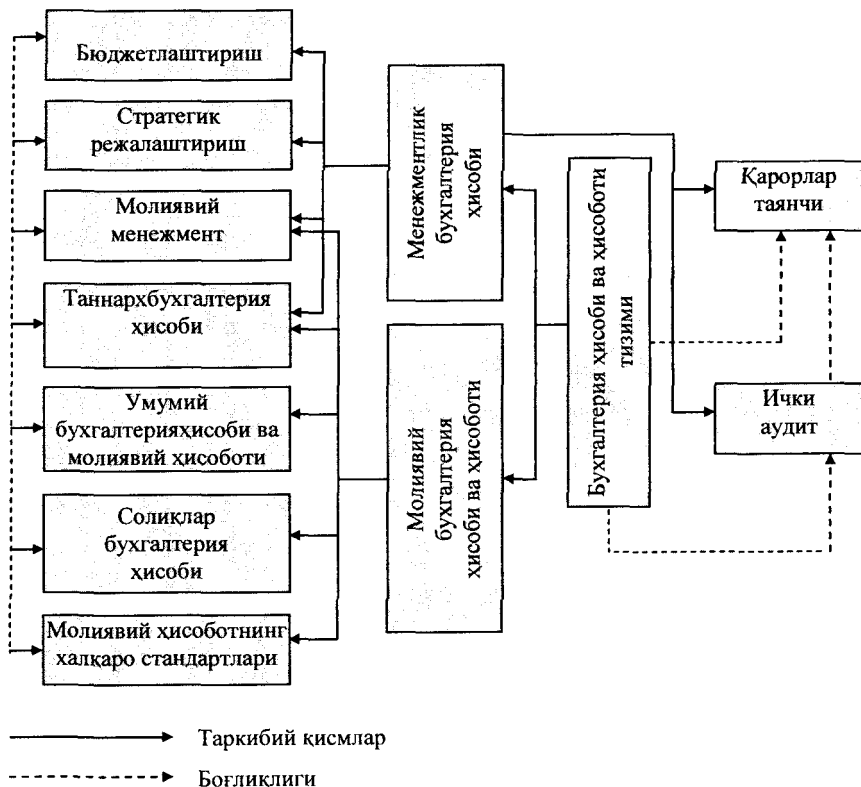 Бюджетлаштириш
Стратегик
режалаштириш
Молиявий
менежмент
Таннархбухгалтерия
ҳисоби
Умумий
бухгалтерияҳисоби ва
молиявий ҳисоботи
Солиқлар
бухгалтерия
ҳисоби
Молиявий ҳисоботнинг
халқаро стандартлари
Менежментлик
бухгалтерия
ҳисоби
Молиявий
бухгалтерия
ҳисоби ва ҳисоботи
Бухгалтерия ҳисоби ва ҳисоботи
тизими
Қарорлар
таянчи
Ички
аудит
Таркибий қисмлар
Боғлиқлиги